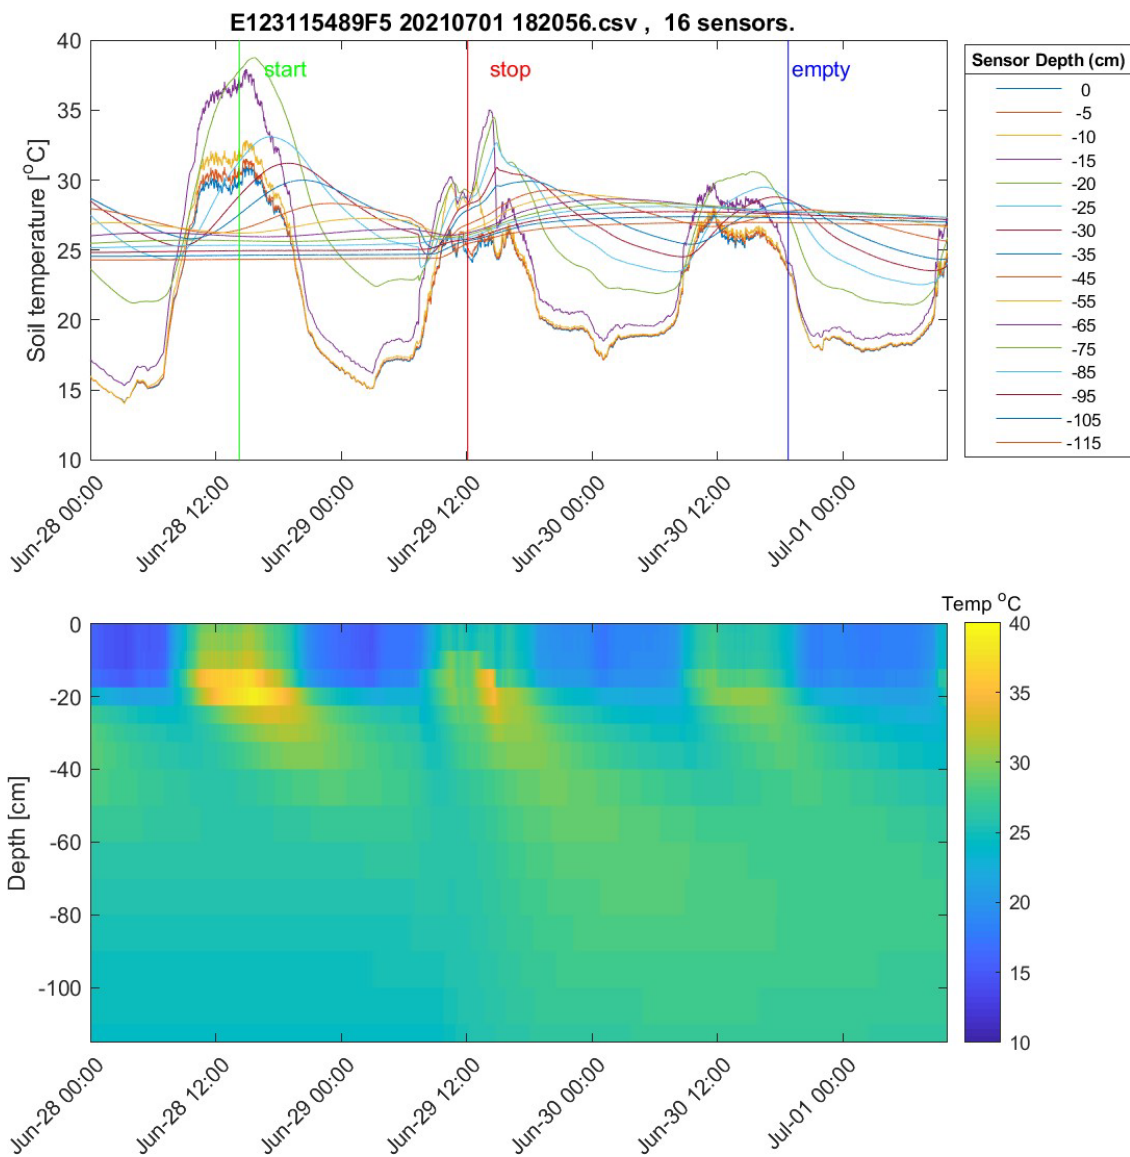 E123115489F5 20210701 182056.csv , 16 sensors.
Soil temperature [°C]
40
35
30
25
20
15
10
start
stop
empty
Jun-28 00:00
Jun-28 12:00
Jun-29 00:00
Jun-29 12:00
Jun-30 00:00
Jun-30 12:00
Jul-01 00:00
Sensor Depth (cm)
0
-5
-10
-15
-20
-25
-30
-35
-45
-55
-65
-75
-85
-95
-105
-115
Depth [cm]
0
-20
-40
-60
-80
-100
Jun-28 00:00
Jun-28 12:00
Jun-29 00:00
Jun-29 12:00
Jun-30 00:00
Jun-30 12:00
Jul-01 00:00
Temp °C
40
35
30
25
20
15
10